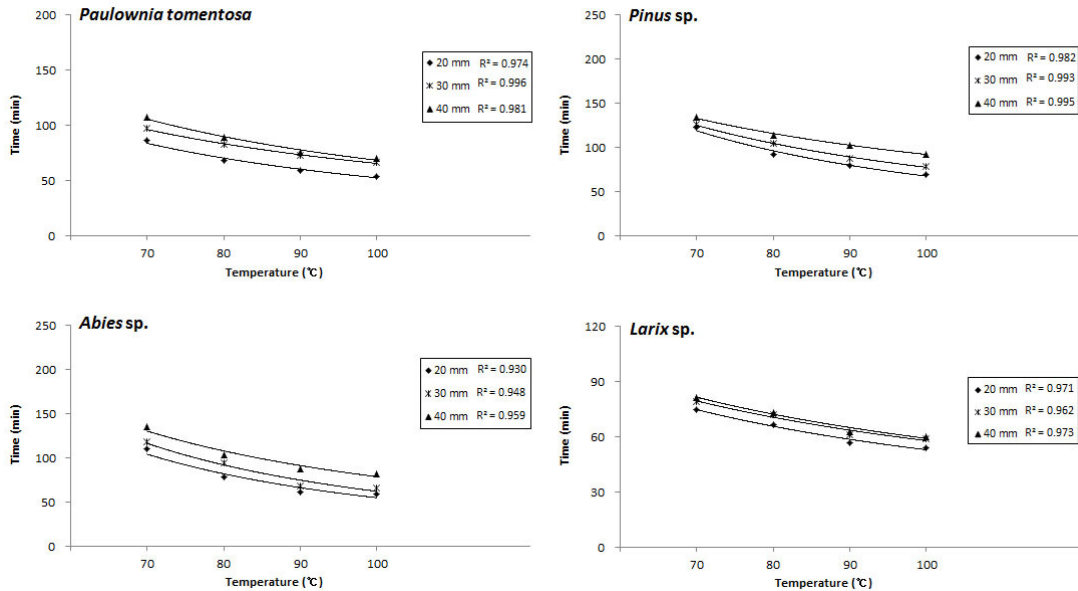 Paulownia tomentosa
200
150
100
50
0
Time (min)
70 80 90 100
Temperature (℃)
20 mm R² = 0.974
30 mm R² = 0.996
40 mm R² = 0.981
Pinus sp.
250
200
150
100
50
0
Time (min)
70 80 90 100
Temperature (℃)
20 mm R² = 0.982
30 mm R² = 0.993
40 mm R² = 0.995
Abies sp.
250
200
150
100
50
0
Time (min)
70 80 90 100
Temperature (℃)
20 mm R² = 0.930
30 mm R² = 0.948
40 mm R² = 0.959
Larix sp.
120
90
60
30
0
Time (min)
70 80 90 100
Temperature (℃)
20 mm R² = 0.971
30 mm R² = 0.962
40 mm R² = 0.973